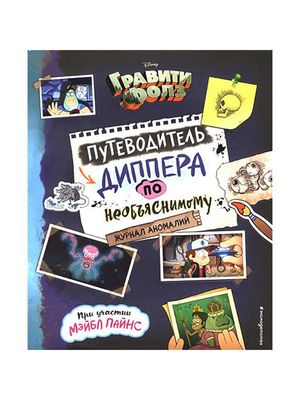 Disney
ГРАВИТИ
ФОЛЗ
ПУТЕВОДИТЕЛЬ
ДИППЕРА
ПО
необъяснимому
ЖУРНАЛ АНОМАЛИЙ
При участии
МЭЙБЛ ПАЙНС